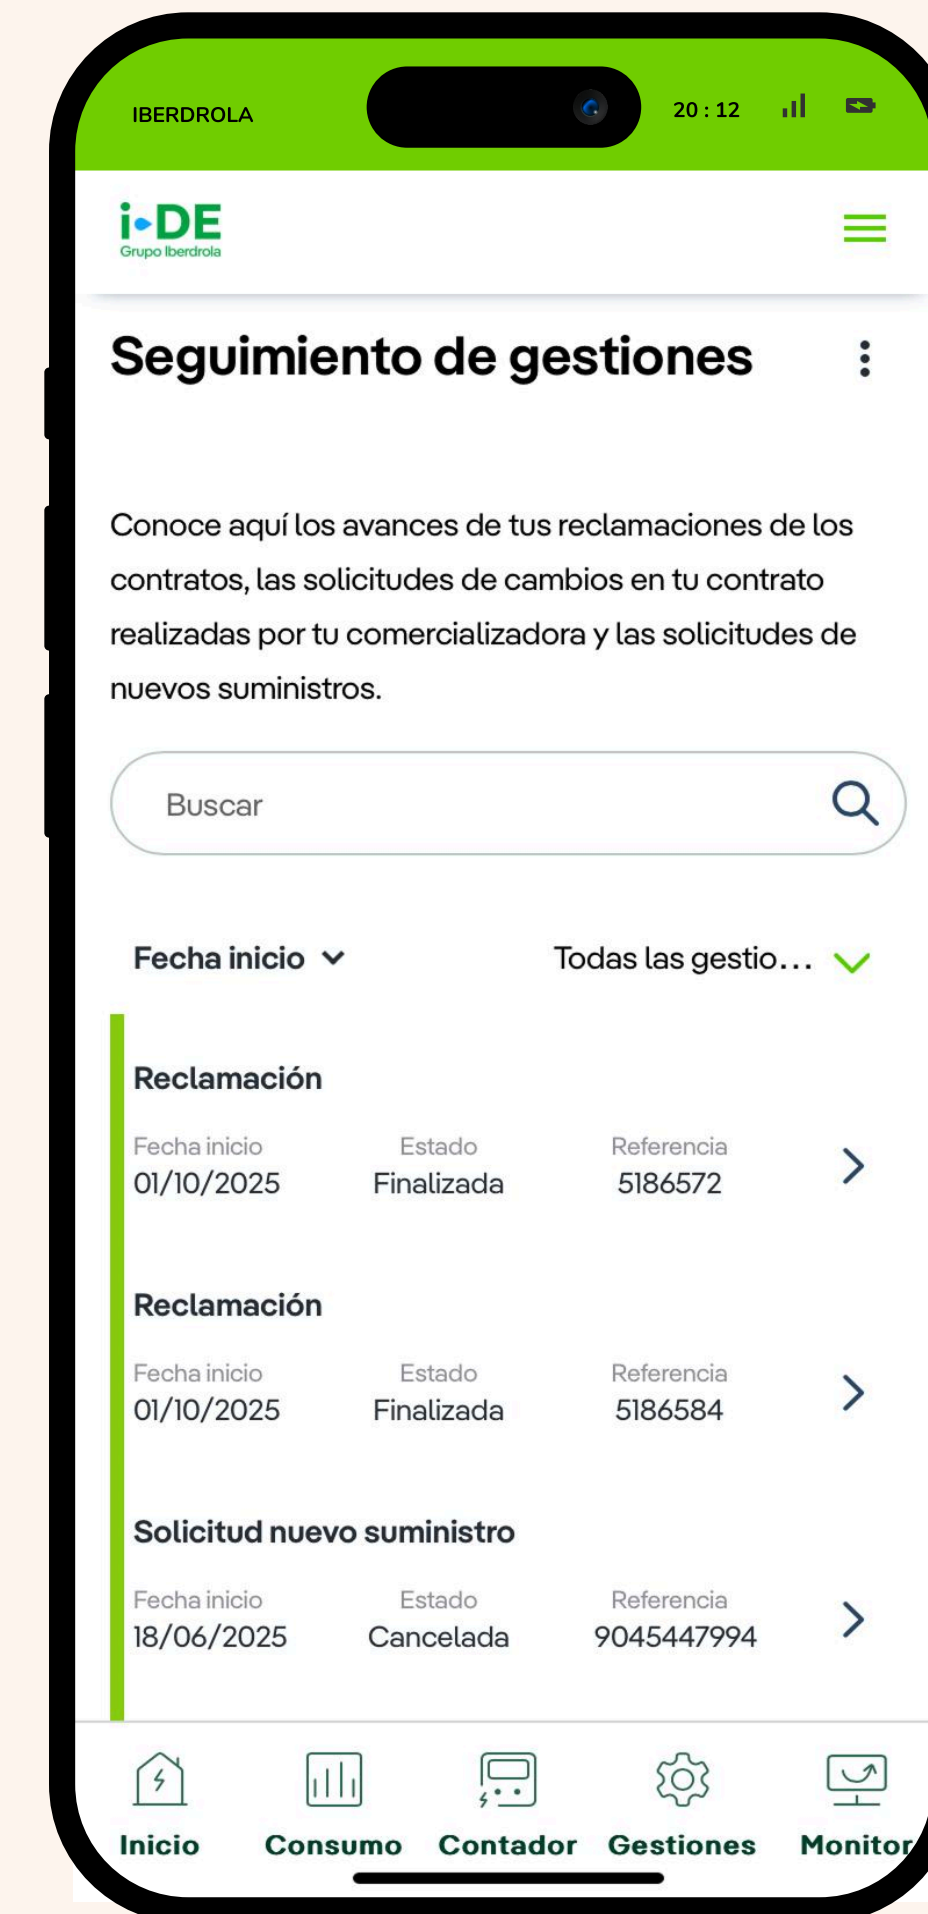 IBERDROLA
20 : 12
i-DE
Grupo Iberdrola
Seguimiento de gestiones
Conoce aquí los avances de tus reclamaciones de los
contratos, las solicitudes de cambios en tu contrato
realizadas por tu comercializadora y las solicitudes de
nuevos suministros.
Buscar
Fecha inicio
Todas las gestio...
Reclamación
Fecha inicio Estado Referencia
01/10/2025 Finalizada 5186572
Reclamación
Fecha inicio Estado Referencia
01/10/2025 Finalizada 5186584
Solicitud nuevo suministro
Fecha inicio Estado Referencia
18/06/2025 Cancelada 9045447994
Inicio Consumo Contador Gestiones Monitor